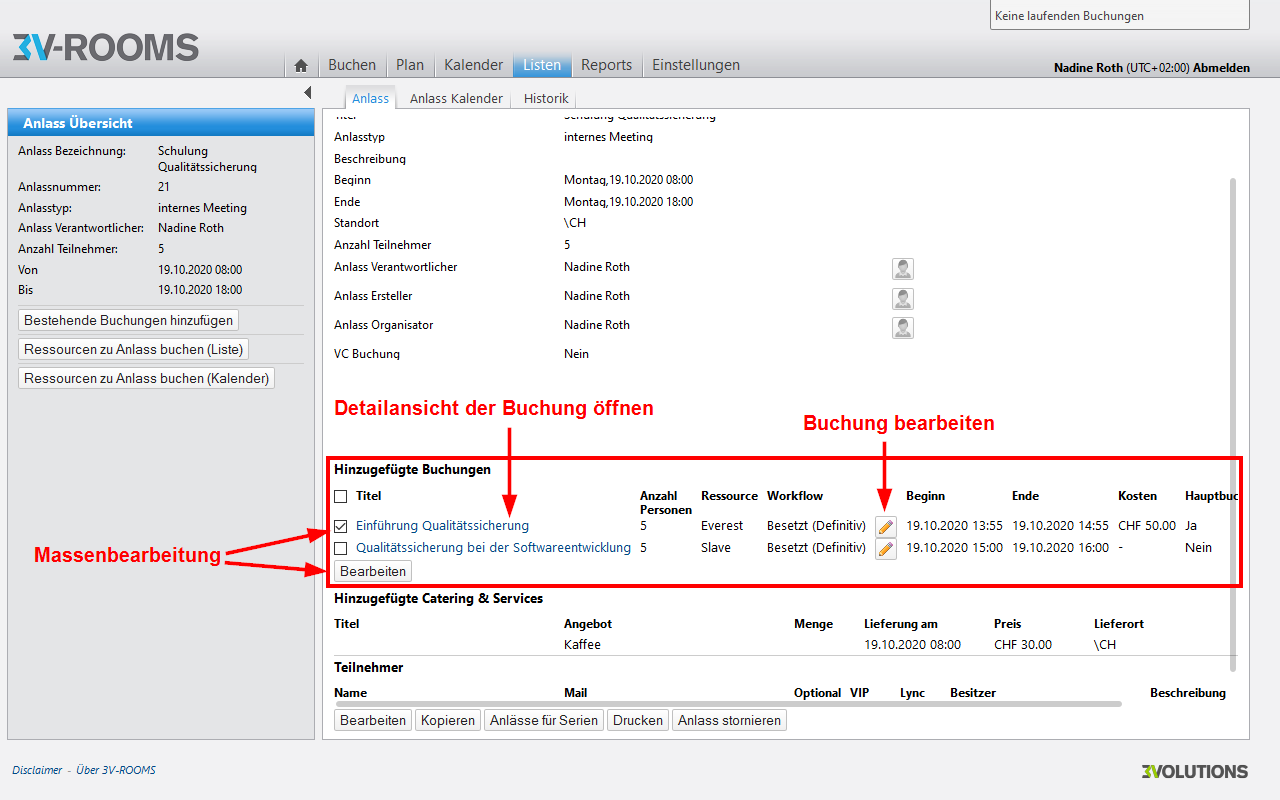 Keine laufenden Buchungen
3V-ROOMS
Buchen Plan Kalender Listen Reports Einstellungen
Nadine Roth (UTC+02:00) Abmelden
Anlass Anlass Kalender Historik
Anlass Übersicht
Anlass Bezeichnung: Schulung
Qualitätssicherung
Anlassnummer: 21
Anlasstyp: internes Meeting
Anlass Verantwortlicher: Nadine Roth
Anzahl Teilnehmer: 5
Von 19.10.2020 08:00
Bis 19.10.2020 18:00
Bestehende Buchungen hinzufügen
Ressourcen zu Anlass buchen (Liste)
Ressourcen zu Anlass buchen (Kalender)
Titel Schulung Qualitätssicherung
Anlasstyp internes Meeting
Beschreibung
Beginn Montag,19.10.2020 08:00
Ende Montag,19.10.2020 18:00
Standort \CH
Anzahl Teilnehmer 5
Anlass Verantwortlicher Nadine Roth
Anlass Ersteller Nadine Roth
Anlass Organisator Nadine Roth
VC Buchung Nein
Detailansicht der Buchung öffnen
Buchung bearbeiten
Massenbearbeitung
Hinzugefügte Buchungen
Titel Anzahl Personen Ressource Workflow Beginn Ende Kosten Hauptbuc
Einführung Qualitätssicherung 5 Everest Besetzt (Definitiv) 19.10.2020 13:55 19.10.2020 14:55 CHF 50.00 Ja
Qualitätssicherung bei der Softwareentwicklung 5 Slave Besetzt (Definitiv) 19.10.2020 15:00 19.10.2020 16:00 - Nein
Bearbeiten
Hinzugefügte Catering & Services
Titel Angebot Menge Lieferung am Preis Lieferort
Kaffee 19.10.2020 08:00 CHF 30.00 \CH
Teilnehmer
Name Mail Optional VIP Lync Besitzer Beschreibung
Bearbeiten Kopieren Anlässe für Serien Drucken Anlass stornieren
Disclaimer - Über 3V-ROOMS
3VOLUTIONS